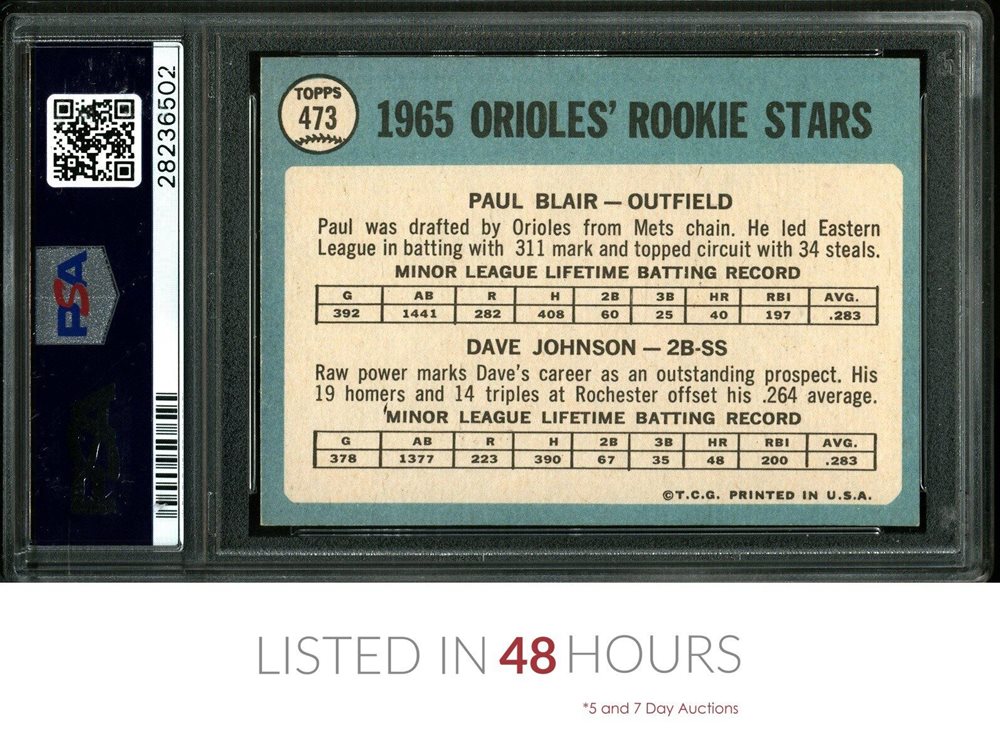 28236502
PSA
TOPPS
473
1965 ORIOLES' ROOKIE STARS
PAUL BLAIR — OUTFIELD
Paul was drafted by Orioles from Mets chain. He led Eastern
League in batting with 311 mark and topped circuit with 34 steals.
MINOR LEAGUE LIFETIME BATTING RECORD
G AB R H 2B 3B HR RBI AVG.
392 1441 282 408 60 25 40 197 .283
DAVE JOHNSON — 2B-SS
Raw power marks Dave's career as an outstanding prospect. His
19 homers and 14 triples at Rochester offset his .264 average.
MINOR LEAGUE LIFETIME BATTING RECORD
G AB R H 2B 3B HR RBI AVG.
378 1377 223 390 67 35 48 200 .283
©T.C.G. PRINTED IN U.S.A.
LISTED IN 48 HOURS
*5 and 7 Day Auctions